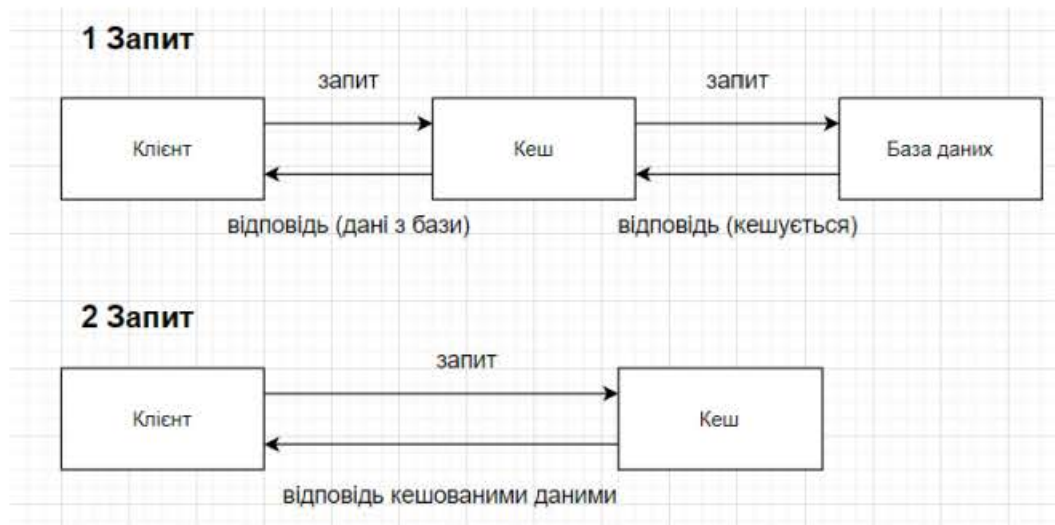 1 Запит
запит
запит
Клієнт
Кеш
База даних
відповідь (дані з бази)
відповідь (кешується)
2 Запит
запит
Клієнт
Кеш
відповідь кешованими даними